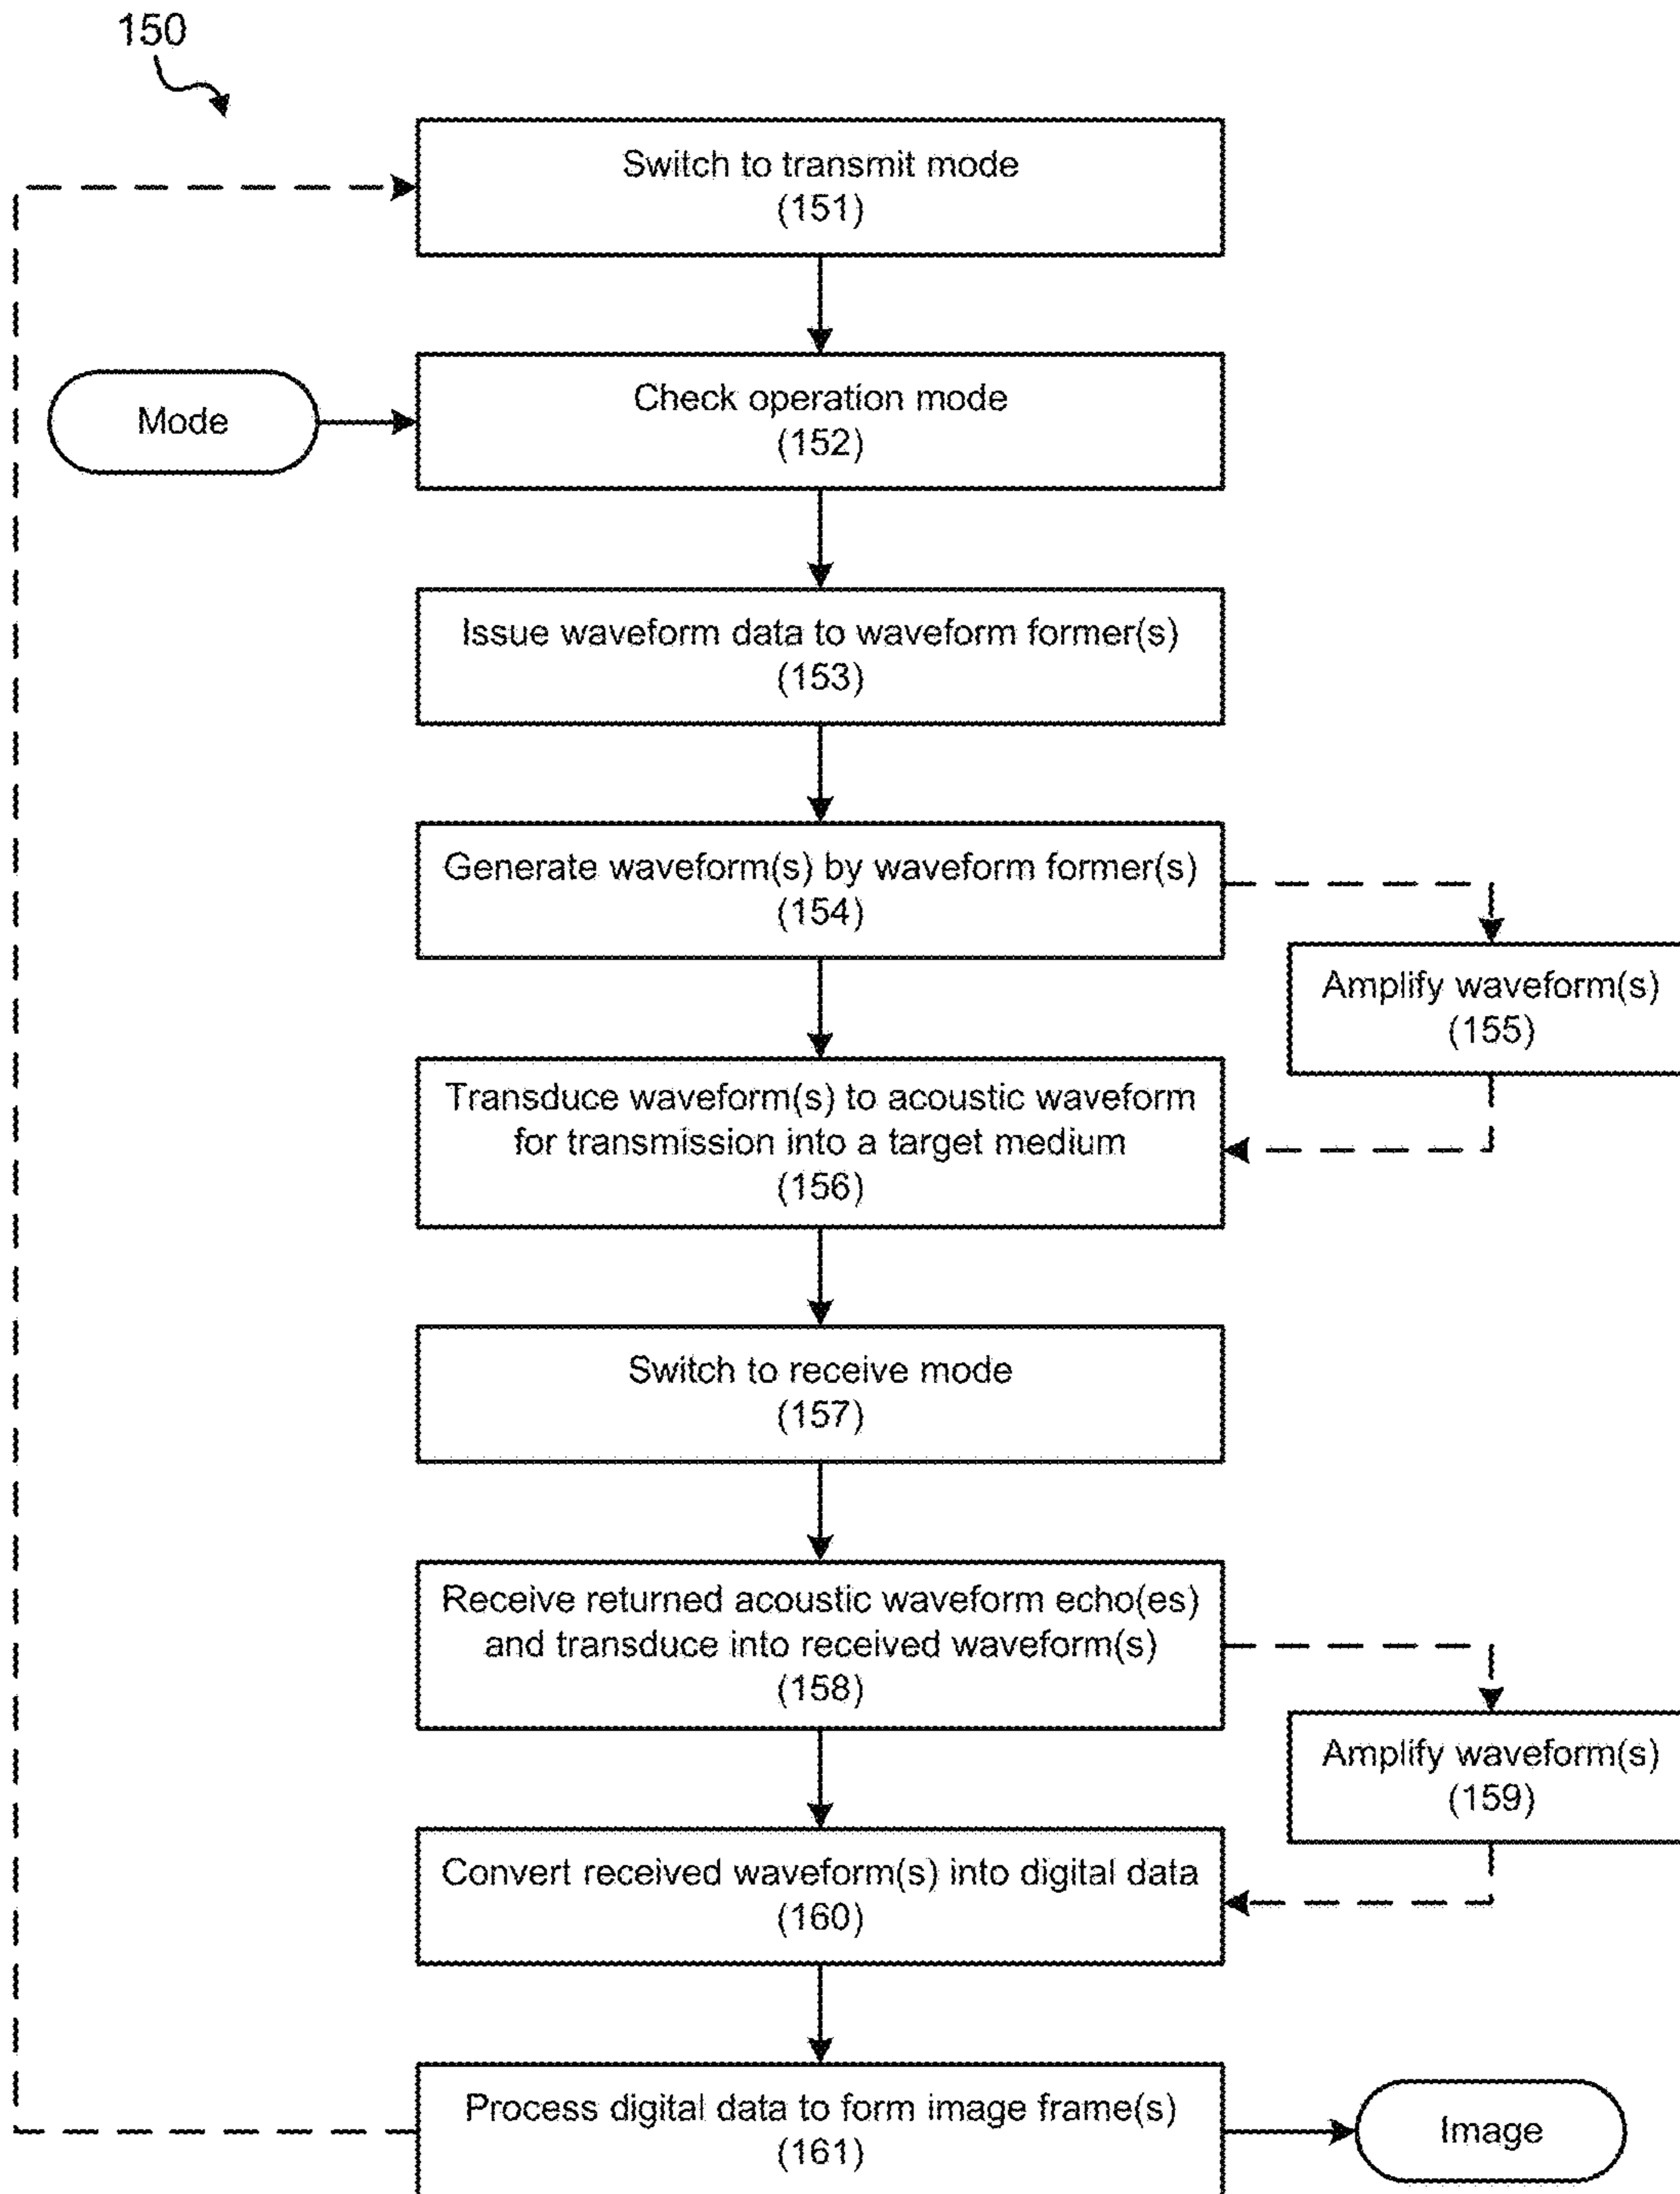 150
Switch to transmit mode
(151)
Mode
Check operation mode
(152)
Issue waveform data to waveform former(s)
(153)
Generate waveform(s) by waveform former(s)
(154)
Amplify waveform(s)
(155)
Transduce waveform(s) to acoustic waveform
for transmission into a target medium
(156)
Switch to receive mode
(157)
Receive returned acoustic waveform echo(es)
and transduce into received waveform(s)
(158)
Amplify waveform(s)
(159)
Convert received waveform(s) into digital data
(160)
Process digital data to form image frame(s)
(161)
Image